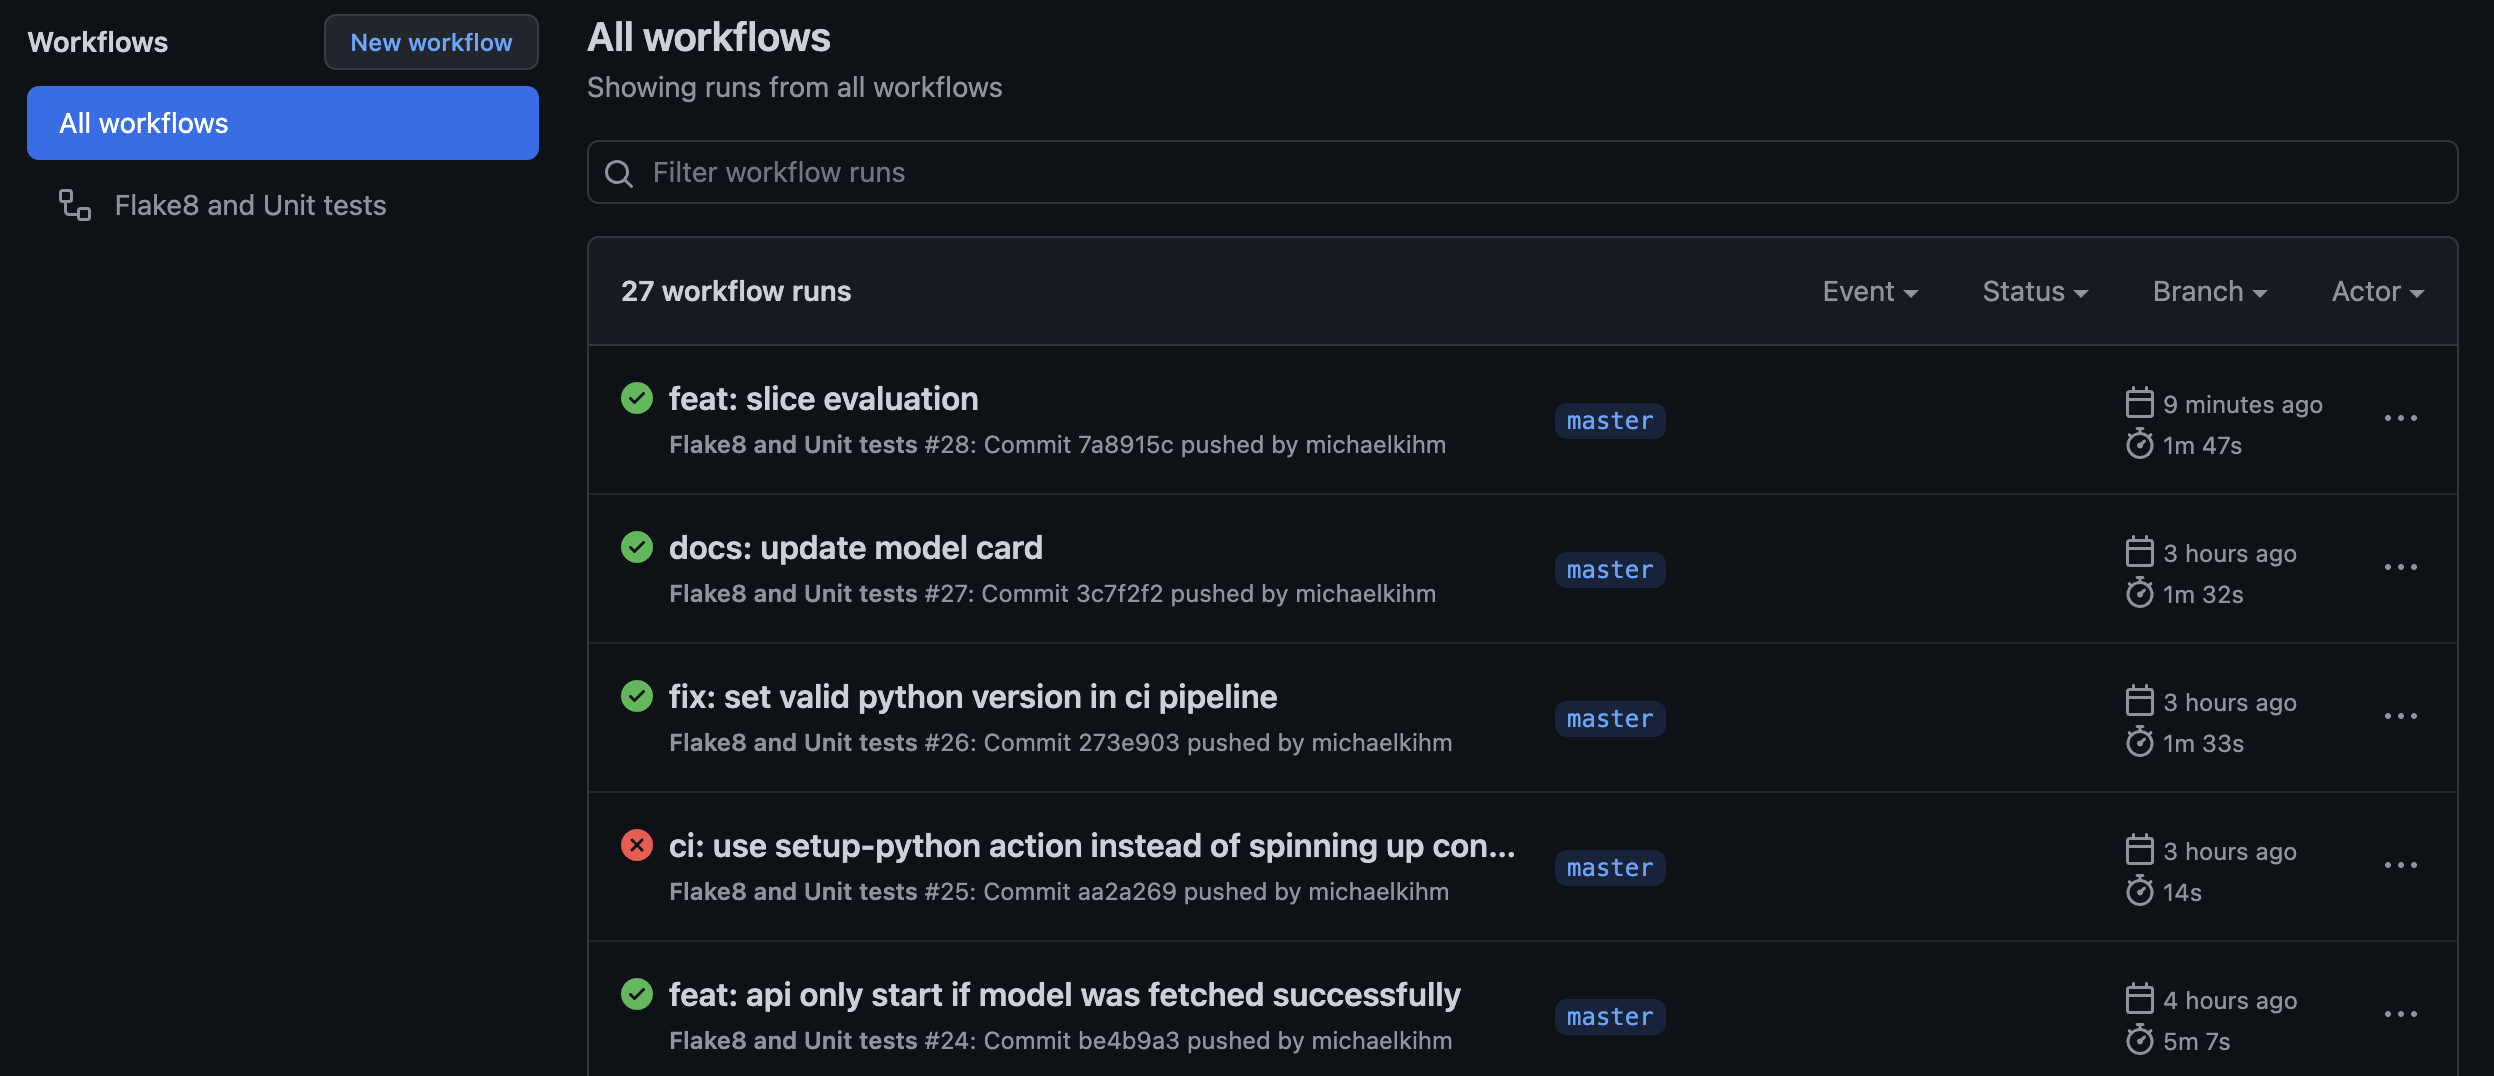 Workflows
New workflow
All workflows
Flake8 and Unit tests
All workflows
Showing runs from all workflows
Filter workflow runs
27 workflow runs
Event
Status
Branch
Actor
feat: slice evaluation
Flake8 and Unit tests #28: Commit 7a8915c pushed by michaelkihm
master
9 minutes ago
1m 47s
docs: update model card
Flake8 and Unit tests #27: Commit 3c7f2f2 pushed by michaelkihm
master
3 hours ago
1m 32s
fix: set valid python version in ci pipeline
Flake8 and Unit tests #26: Commit 273e903 pushed by michaelkihm
master
3 hours ago
1m 33s
ci: use setup-python action instead of spinning up con...
Flake8 and Unit tests #25: Commit aa2a269 pushed by michaelkihm
master
3 hours ago
14s
feat: api only start if model was fetched successfully
Flake8 and Unit tests #24: Commit be4b9a3 pushed by michaelkihm
master
4 hours ago
5m 7s